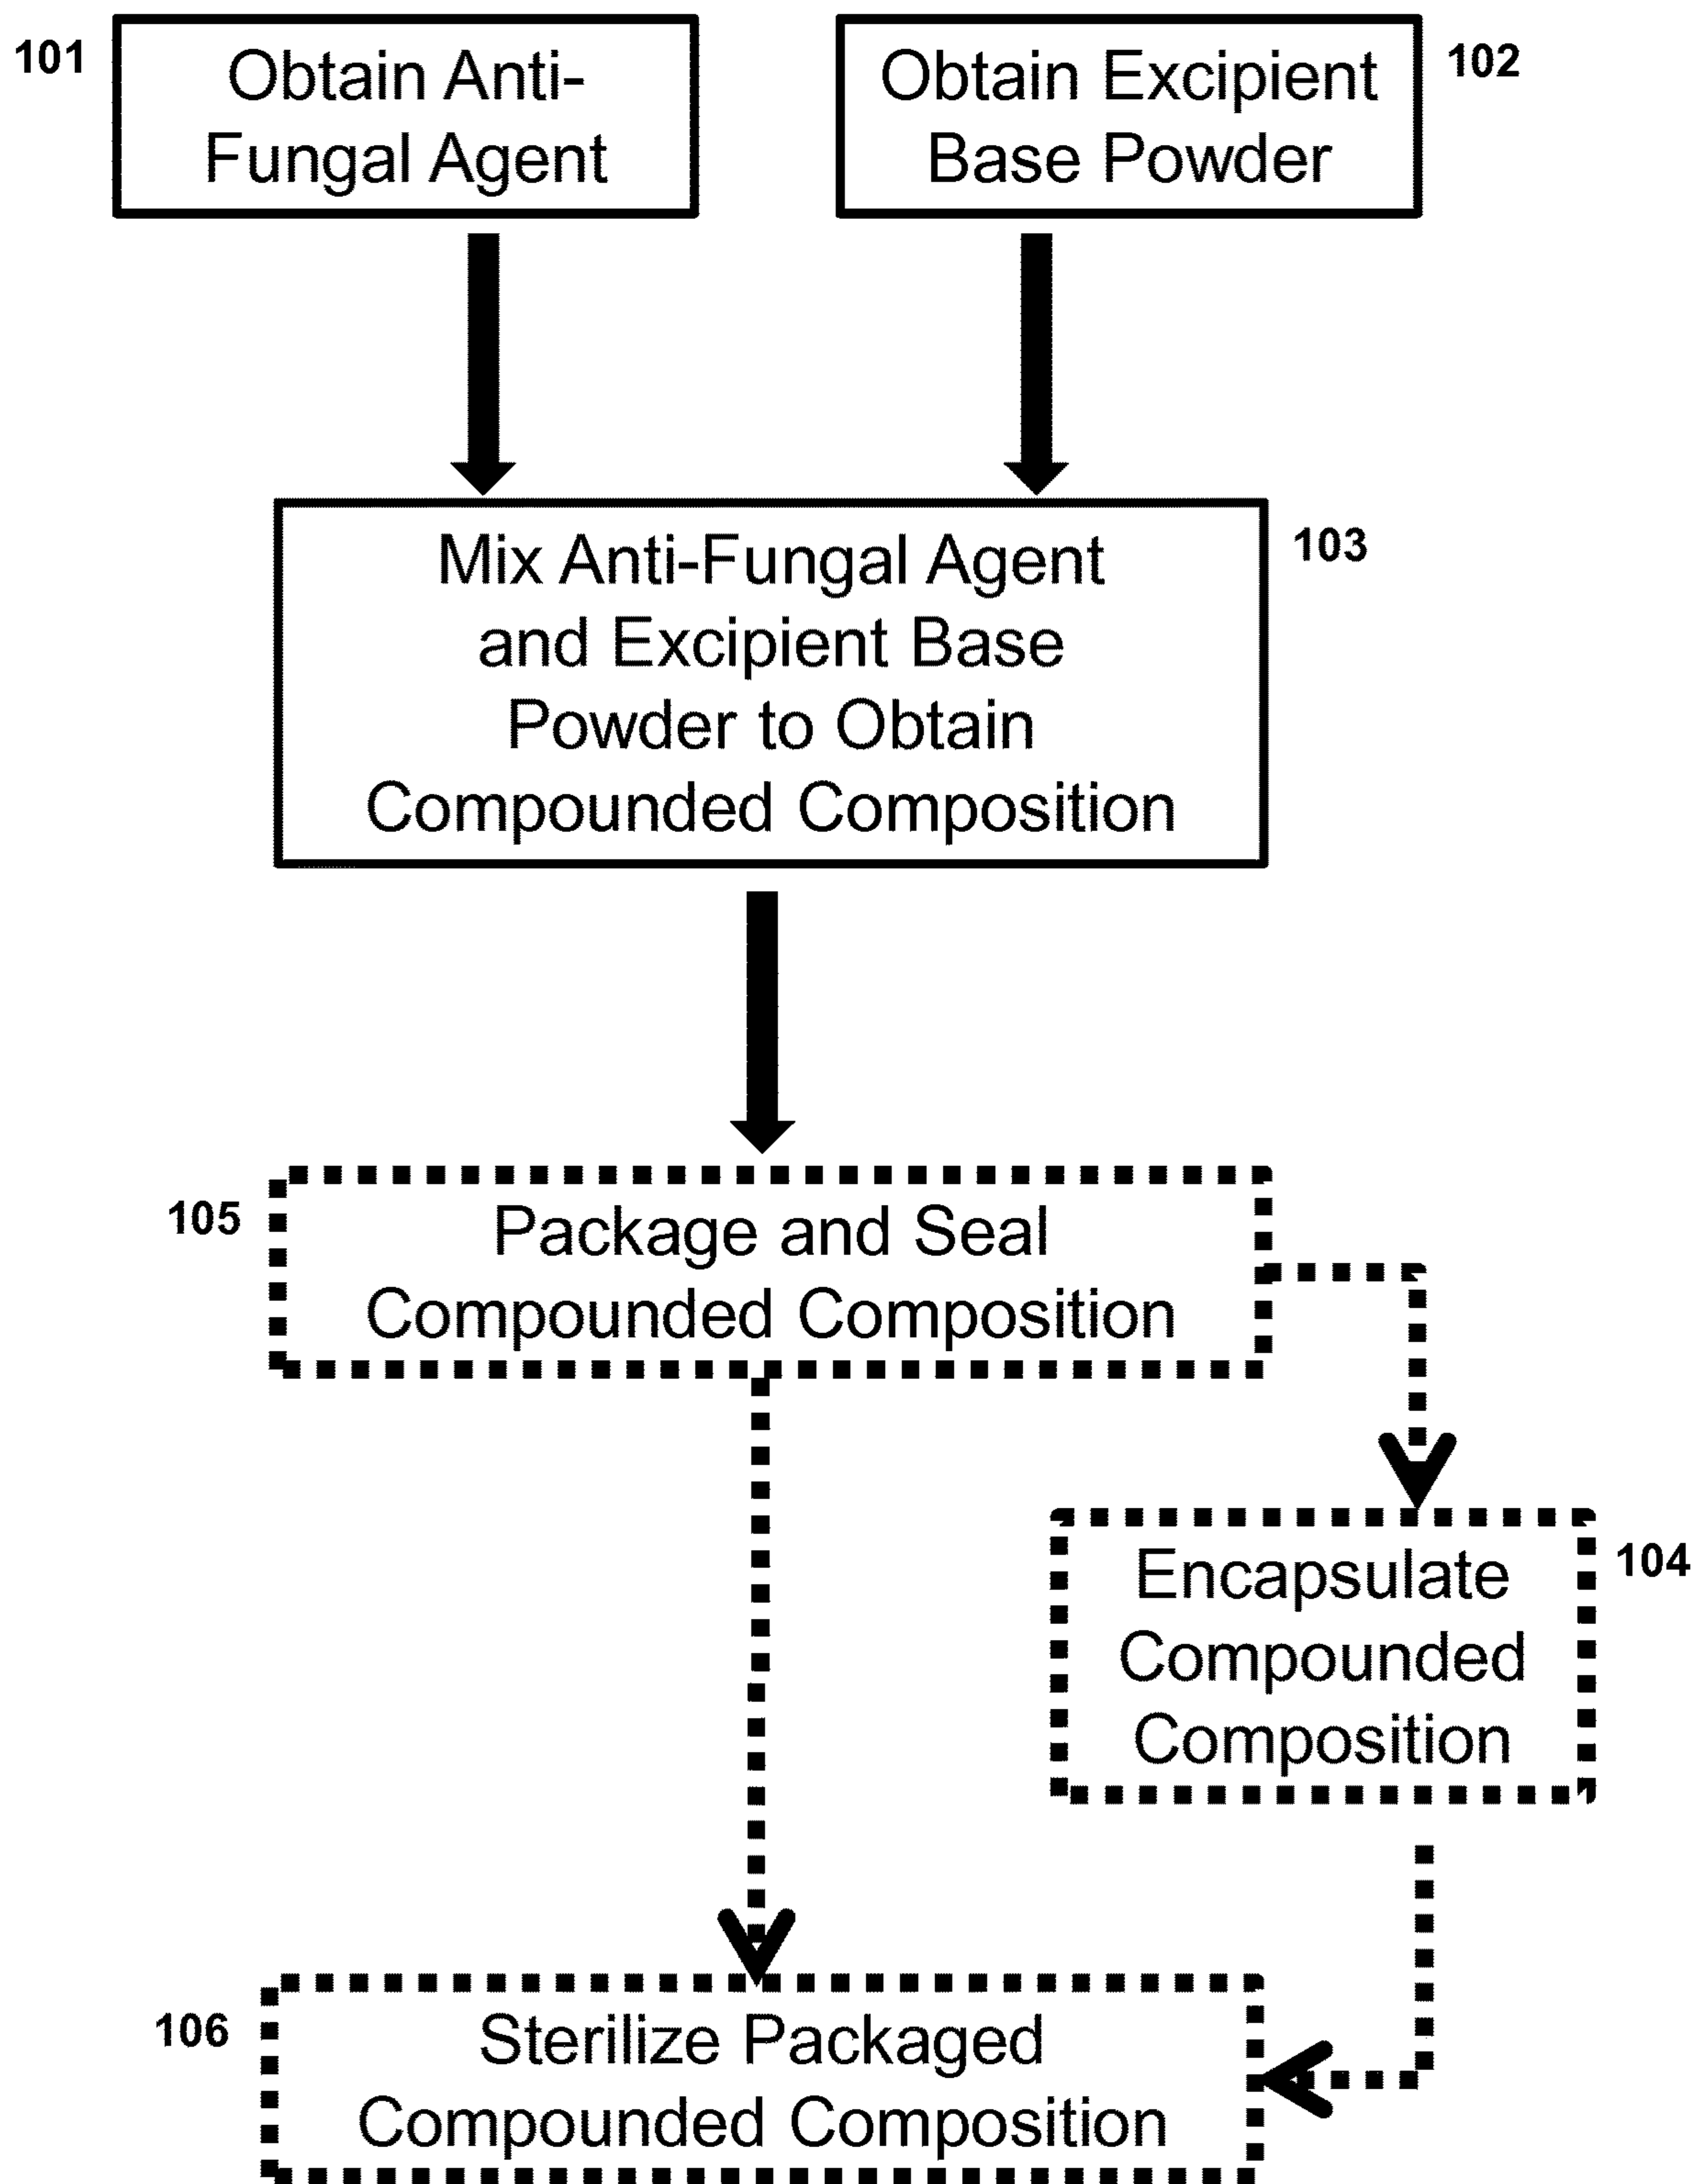 101
Obtain Anti-
Fungal Agent
Obtain Excipient
Base Powder
102
Mix Anti-Fungal Agent
and Excipient Base
Powder to Obtain
Compounded Composition
103
105
Package and Seal
Compounded Composition
Encapsulate
Compounded
Composition
104
106
Sterilize Packaged
Compounded Composition